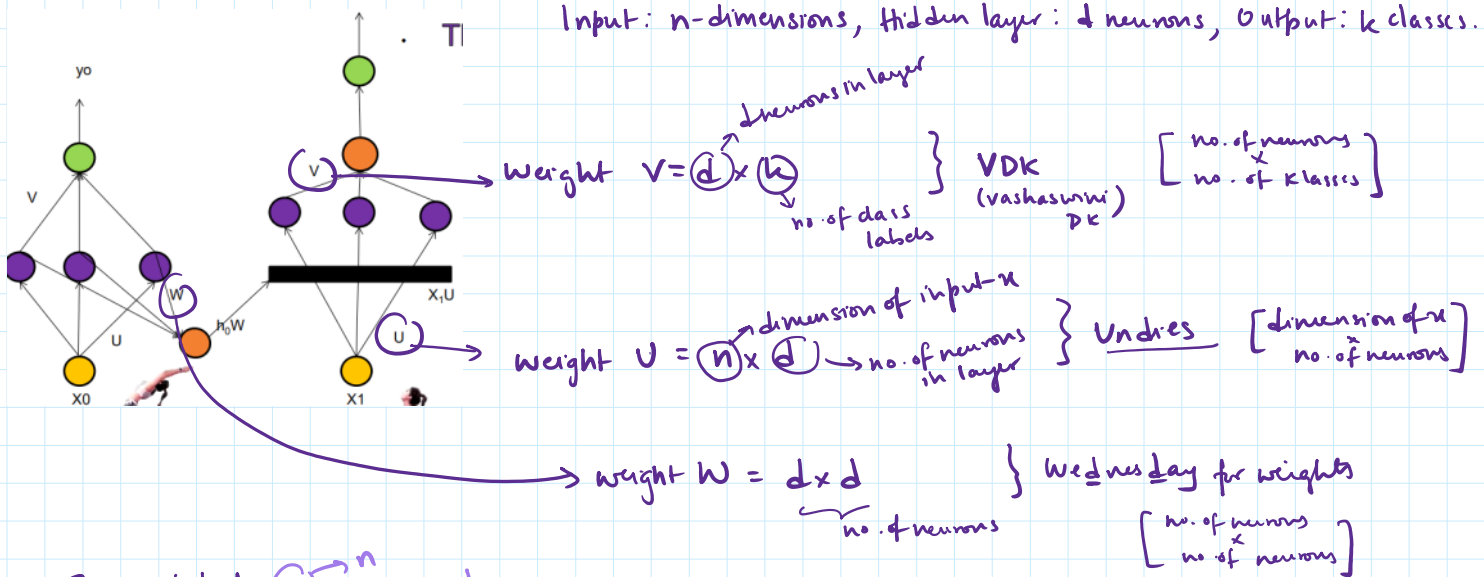 Input: n-dimensions, Hidden layer: d neurons, Output: k classes.
yo
V
W
U
h₀W
X0
V
X₁U
U
X1
d neurons in layer
Weight V = d x k
no. of class
labels
} VDK
(vashaswini)
DK
[no. of neurons
x
no. of Klasses]
dimension of input-x
weight U = n x d → no. of neurons
in layer
} Undies
[dimension of x
x
no. of neurons]
weight W = d x d
no. of neurons
} Wednesday for weights
[no. of neurons
x
no. of neurons]
n